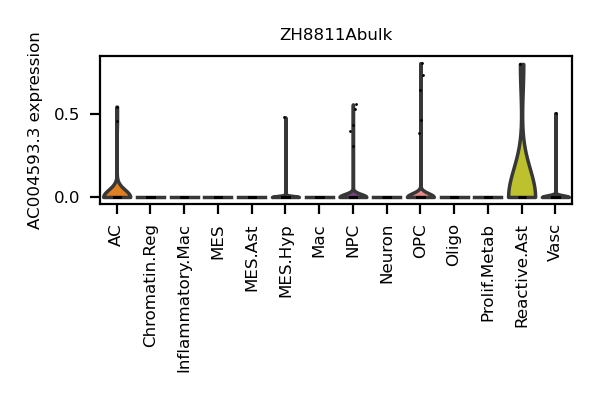 ZH8811Abulk
AC004593.3 expression
0.5
0.0
AC
Chromatin.Reg
Inflammatory.Mac
MES
MES.Ast
MES.Hyp
Mac
NPC
Neuron
OPC
Oligo
Prolif.Metab
Reactive.Ast
Vasc